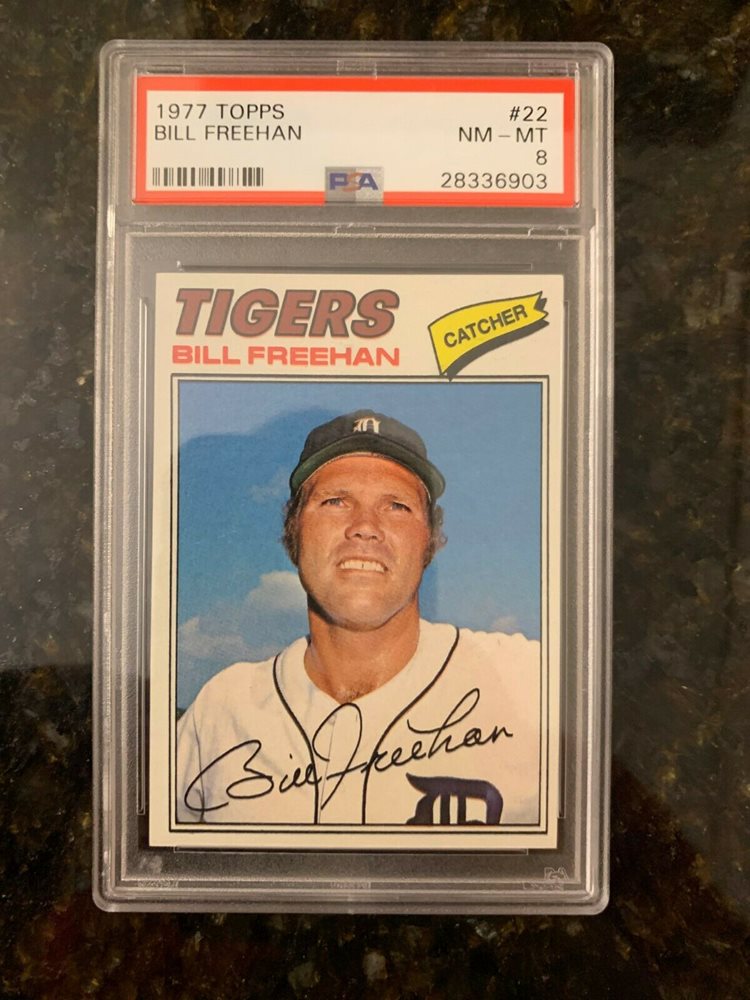 1977 TOPPS #22
BILL FREEHAN NM - MT
8
PSA 28336903
TIGERS
BILL FREEHAN
CATCHER
D
Bill Freehan
D